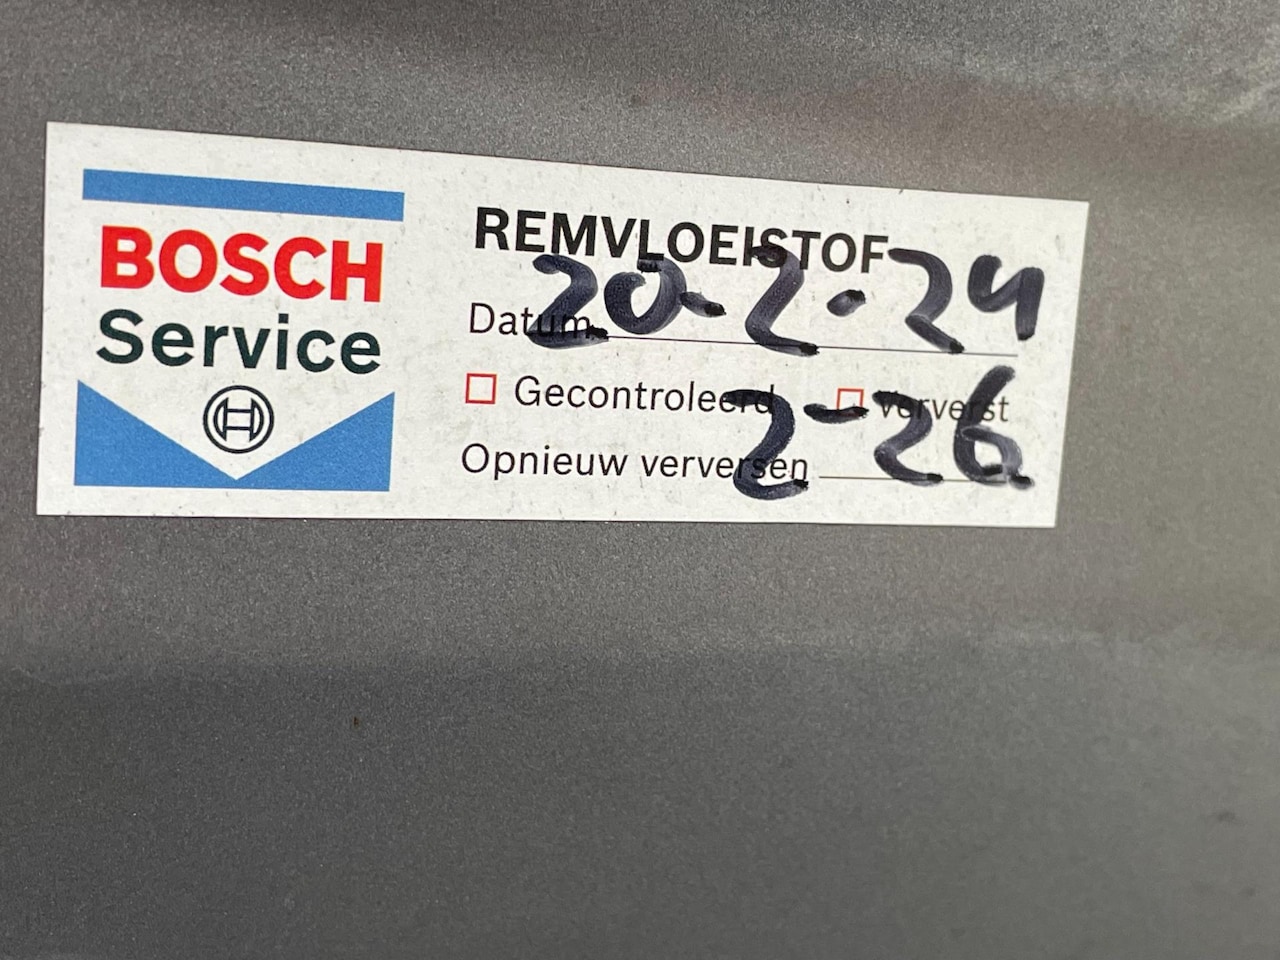 BOSCH
Service
REMVLOEISTOF
Datum 20-2-24
Gecontroleerd Ververst
Opnieuw verversen 2-26